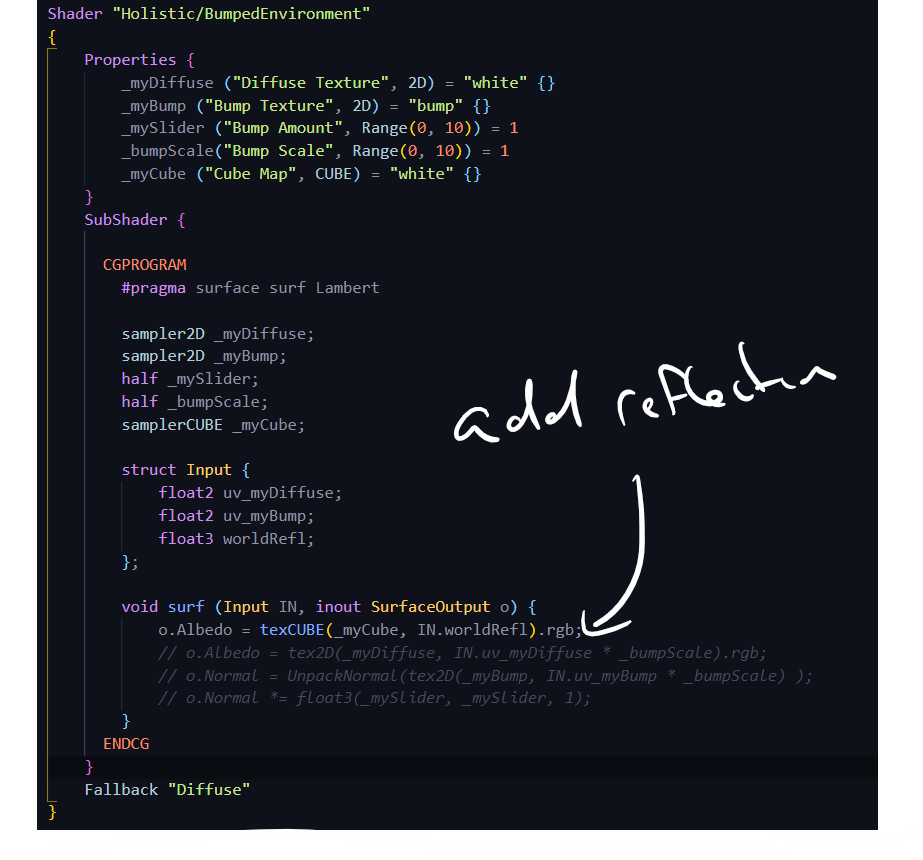 Shader "Holistic/BumpedEnvironment"
{
Properties {
_myDiffuse ("Diffuse Texture", 2D) = "white" {}
_myBump ("Bump Texture", 2D) = "bump" {}
_mySlider ("Bump Amount", Range(0, 10)) = 1
_bumpScale("Bump Scale", Range(0, 10)) = 1
_myCube ("Cube Map", CUBE) = "white" {}
}
SubShader {
CGPROGRAM
#pragma surface surf Lambert
sampler2D _myDiffuse;
sampler2D _myBump;
half _mySlider;
half _bumpScale;
samplerCUBE _myCube;
add reflection
struct Input {
float2 uv_myDiffuse;
float2 uv_myBump;
float3 worldRefl;
};
void surf (Input IN, inout SurfaceOutput o) {
o.Albedo = texCUBE(_myCube, IN.worldRefl).rgb;
// o.Albedo = tex2D(_myDiffuse, IN.uv_myDiffuse * _bumpScale).rgb;
// o.Normal = UnpackNormal(tex2D(_myBump, IN.uv_myBump * _bumpScale) );
// o.Normal *= float3(_mySlider, _mySlider, 1);
}
ENDCG
}
Fallback "Diffuse"
}